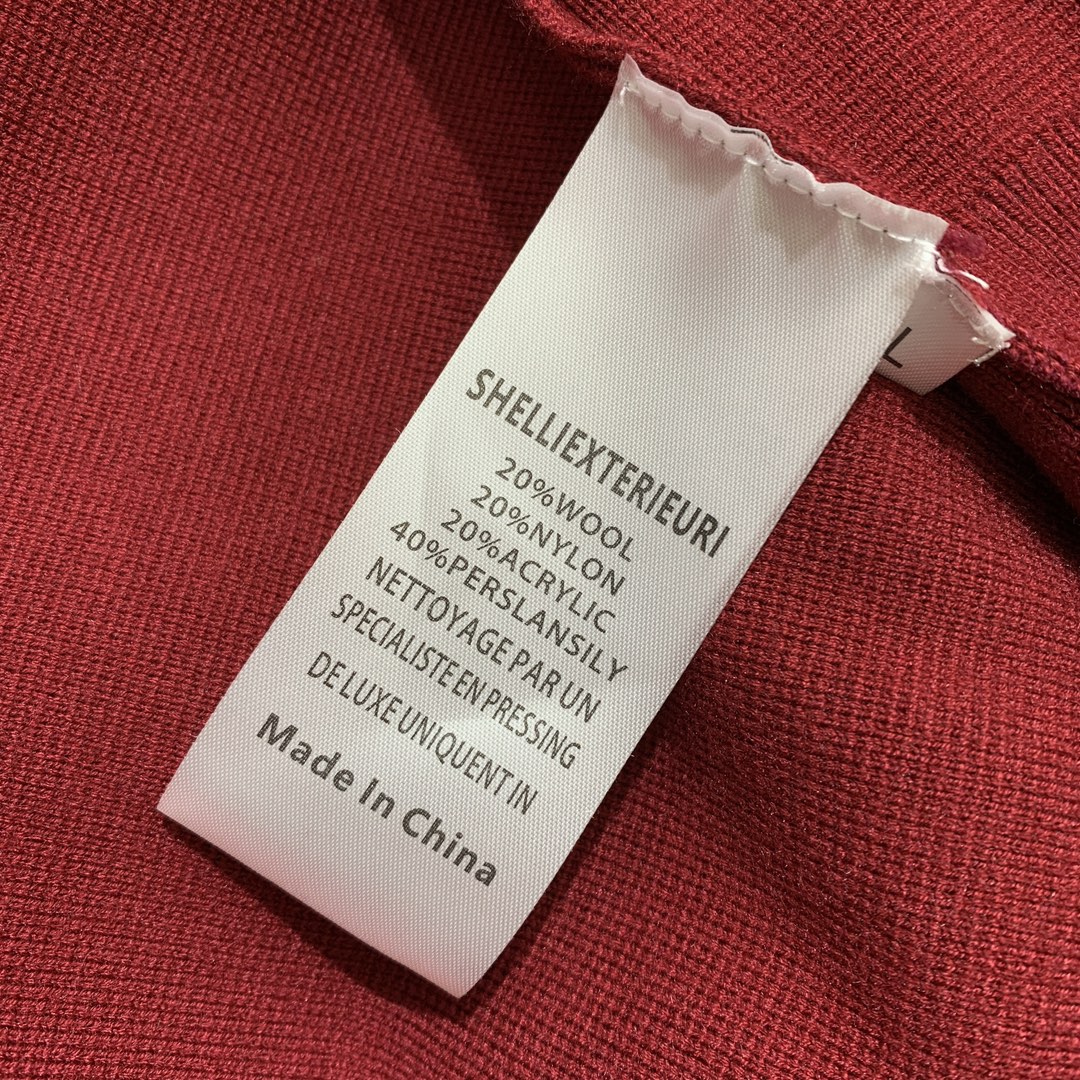 SHELLIEXTERIEURI
20%WOOL
20%NYLON
20%ACRYLIC
40%PERSLANSILY
NETTOYAGE PAR UN
SPECIALISTE EN PRESSING
DE LUXE UNIQUENT IN
Made In China
L